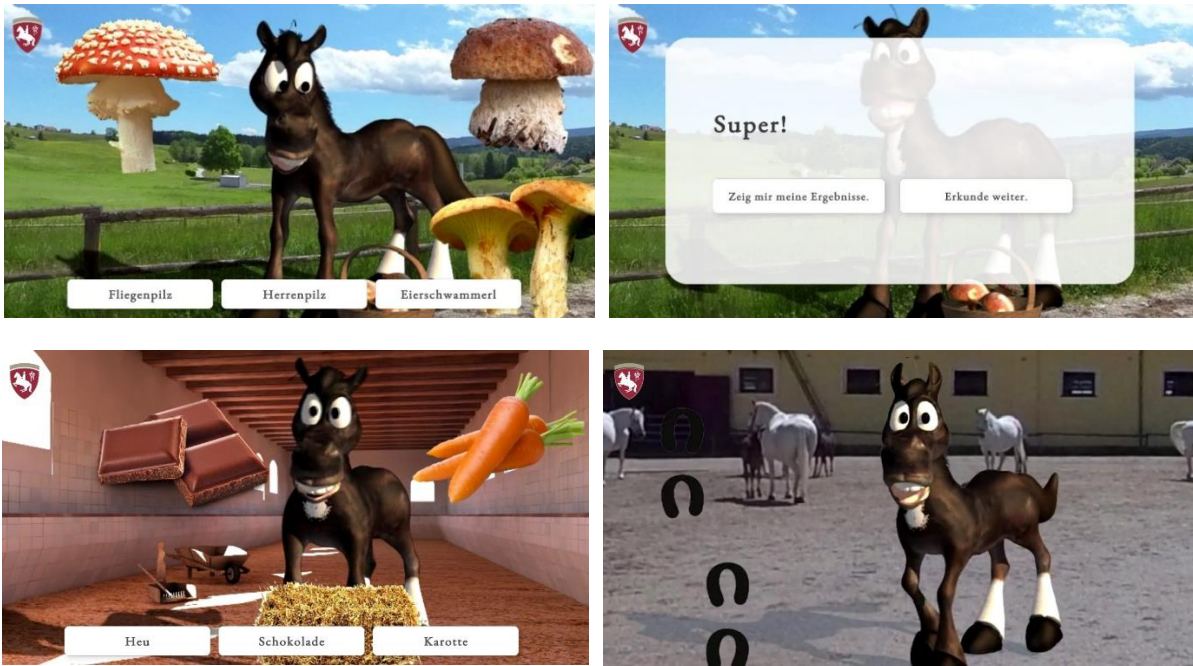 Fliegenpilz
Herrenpilz
Eierschwammerl
Super!
Zeig mir meine Ergebnisse.
Erkunde weiter.
Heu
Schokolade
Karotte